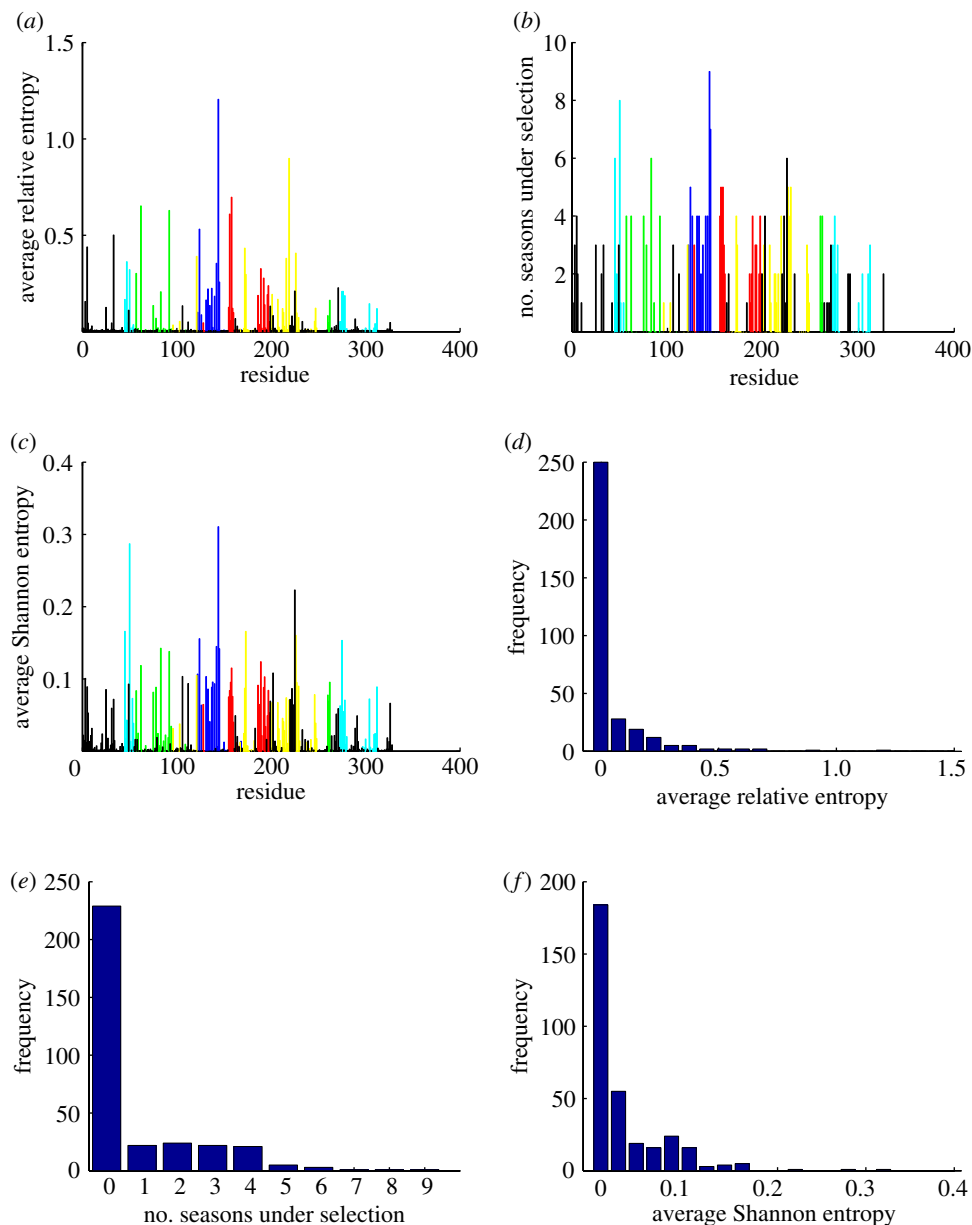 (a)
average relative entropy
1.5
1.0
0.5
0 100 200 300 400
residue
(b)
no. seasons under selection
10
8
6
4
2
0 100 200 300 400
residue
(c)
average Shannon entropy
0.4
0.3
0.2
0.1
0 100 200 300 400
residue
(d)
frequency
250
200
150
100
50
0
0 0.5 1.0 1.5
average relative entropy
(e)
frequency
250
200
150
100
50
0
0 1 2 3 4 5 6 7 8 9
no. seasons under selection
(f)
frequency
200
150
100
50
0
0 0.1 0.2 0.3 0.4
average Shannon entropy